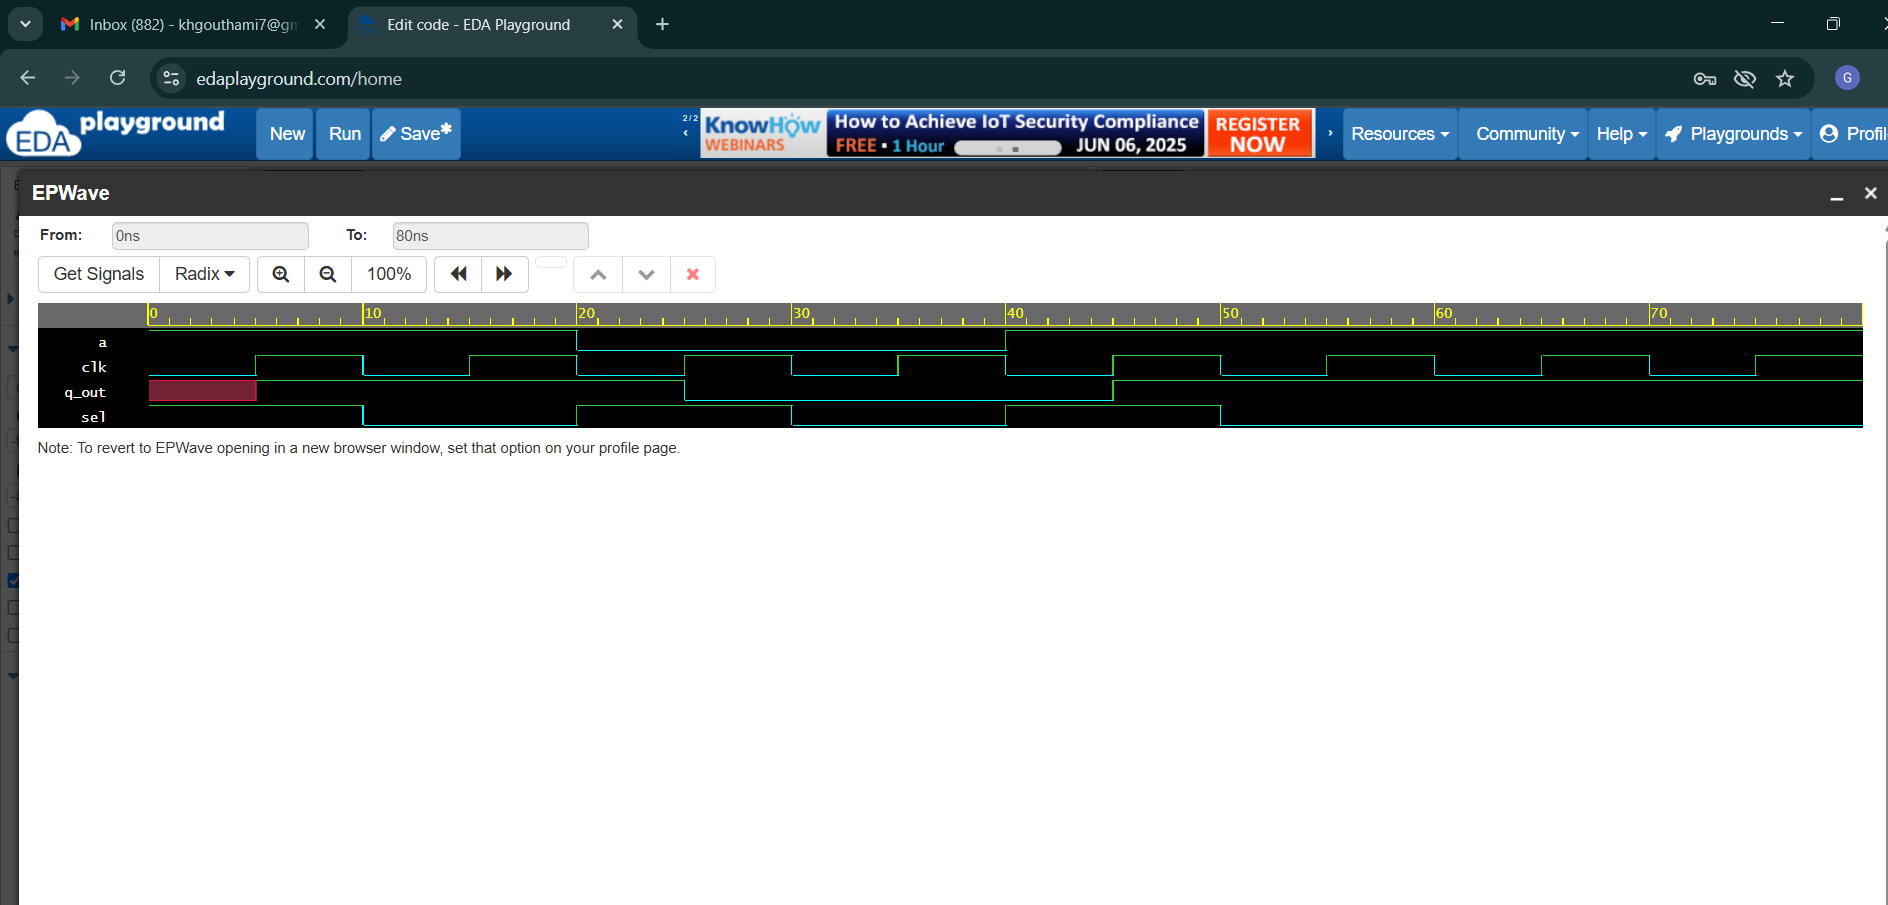 Inbox (882) - khgouthami7@gm
Edit code - EDA Playground
edaplayground.com/home
G
EDA playground
New
Run
Save*
2/2
KnowHow
WEBINARS
How to Achieve IoT Security Compliance
FREE • 1 Hour
JUN 06, 2025
REGISTER
NOW
Resources
Community
Help
Playgrounds
Profil
EPWave
From:
0ns
To:
80ns
Get Signals
Radix
100%
0 10 20 30 40 50 60 70
a
clk
q_out
sel
Note: To revert to EPWave opening in a new browser window, set that option on your profile page.